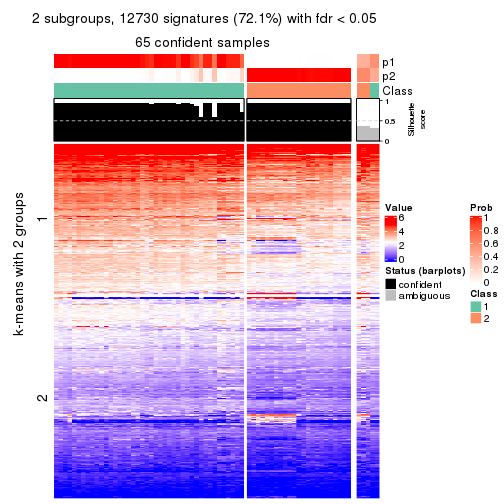 2 subgroups, 12730 signatures (72.1%) with fdr < 0.05
65 confident samples
p1
p2
Class
1
0.5
0
Silhouette
score
k-means with 2 groups
1
2
Value
6
4
2
0
Status (barplots)
confident
ambiguous
Prob
1
0.8
0.6
0.4
0.2
0
Class
1
2